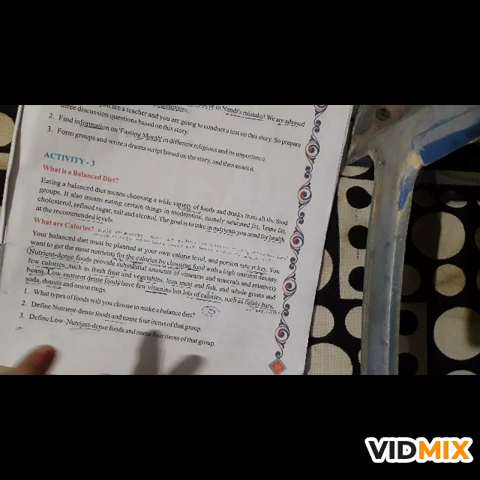 in Nandi's mistake! We are advised
you are a teacher and you are going to conduct a test on this story. So prepare
three discussion questions based on this story.
2. Find information on 'Fasting Month' in different religions and its importance.
3. Form groups and write a drama script based on the story, and then enact it.
ACTIVITY - 3
What is a Balanced Diet?
Eating a balanced diet means choosing a wide variety of foods and drinks from all the food
groups. It also means eating certain things in moderation, namely saturated fat, trans fat,
cholesterol, refined sugar, salt and alcohol. The goal is to take in nutrients you need for health
at the recommended levels.
What are Calories?
Your balanced diet must be planned at your own calorie level, and portion size is key. You
want to get the most nutrients for the calories by choosing food with a high-nutrient density.
Nutrient-dense foods provide substantial amounts of vitamins and minerals and relatively
few calories, such as fresh fruit and vegetables, lean meat and fish, and whole grains and
beans. Low-nutrient dense foods have few vitamins but lots of calories, such as candy bars,
soda, donuts and onion rings.
1. What types of foods will you choose to make a balance diet?
2. Define Nutrient-dense foods and name four items of that group.
3. Define Low-Nutrient-dense foods and name four items of that group.
VIDMIX